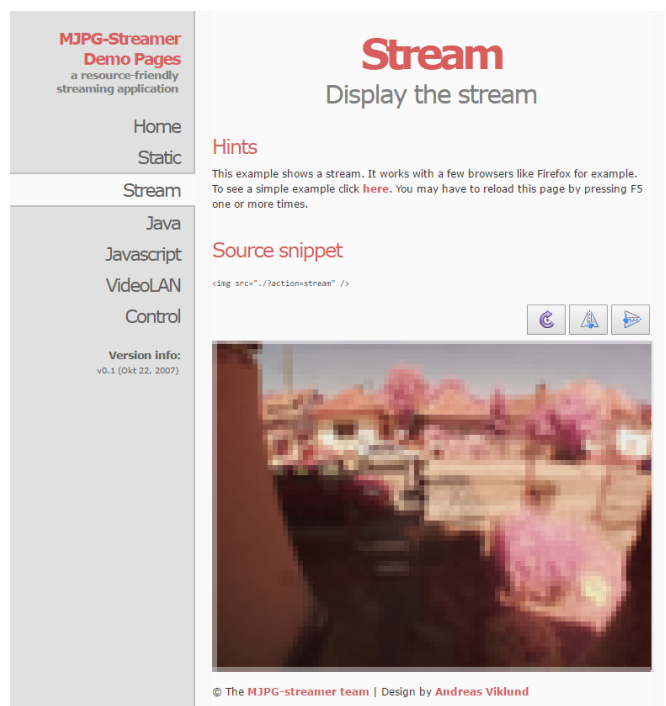 MJPG-Streamer
Demo Pages
a resource-friendly
streaming application
Home
Static
Stream
Java
Javascript
VideoLAN
Control
Version info:
v0.1 (Okt 22, 2007)
Stream
Display the stream
Hints
This example shows a stream. It works with a few browsers like Firefox for example.
To see a simple example click here. You may have to reload this page by pressing F5
one or more times.
Source snippet
<img src="./?action=stream" />
© The MJPG-streamer team | Design by Andreas Viklund